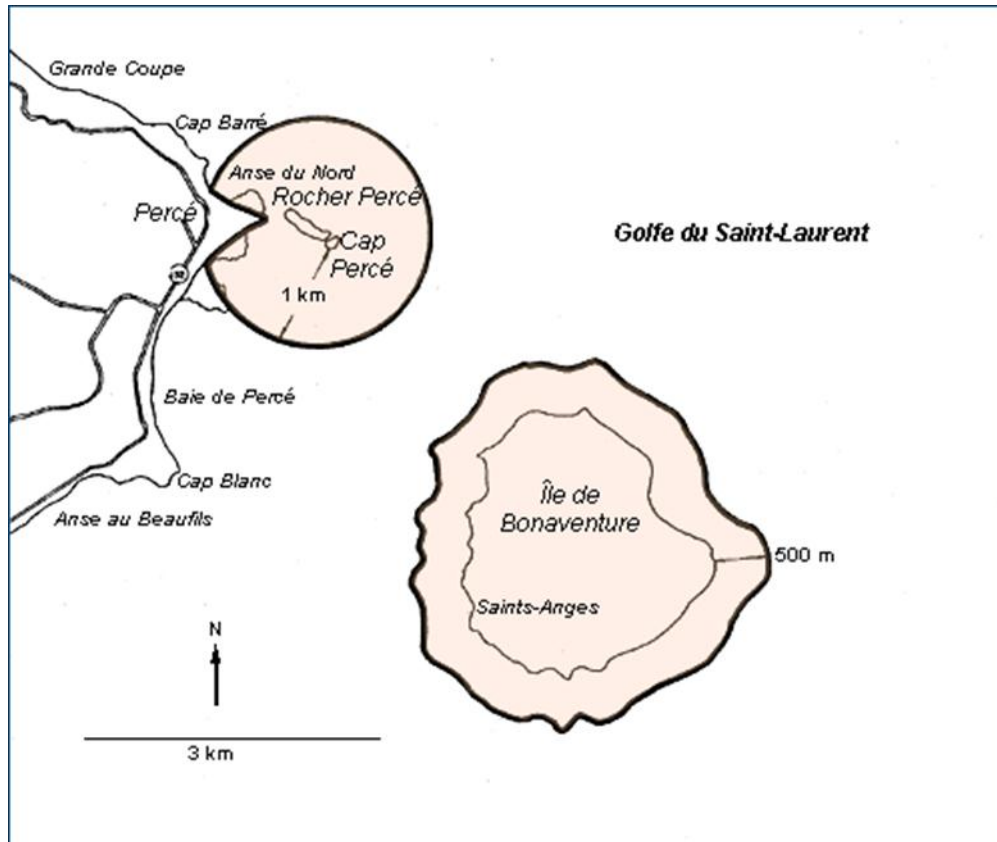 Grande Coupe
Cap Barré
Anse du Nord
Rocher Percé
Percé
Cap
Percé
Golfe du Saint-Laurent
1 km
Baie de Percé
Cap Blanc
Anse au Beaufils
Île de
Bonaventure
500 m
Saints-Anges
N
3 km